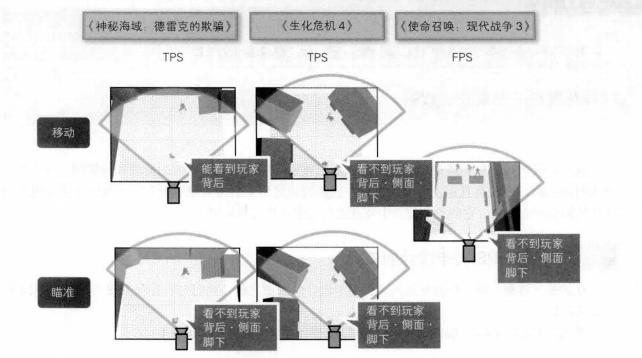 《神秘海域：德雷克的欺骗》 《生化危机4》 《使命召唤：现代战争3》
TPS TPS FPS
移动
能看到玩家
背后
看不到玩家
背后·侧面·
脚下
看不到玩家
背后·侧面·
脚下
瞄准
看不到玩家
背后·侧面·
脚下
看不到玩家
背后·侧面·
脚下